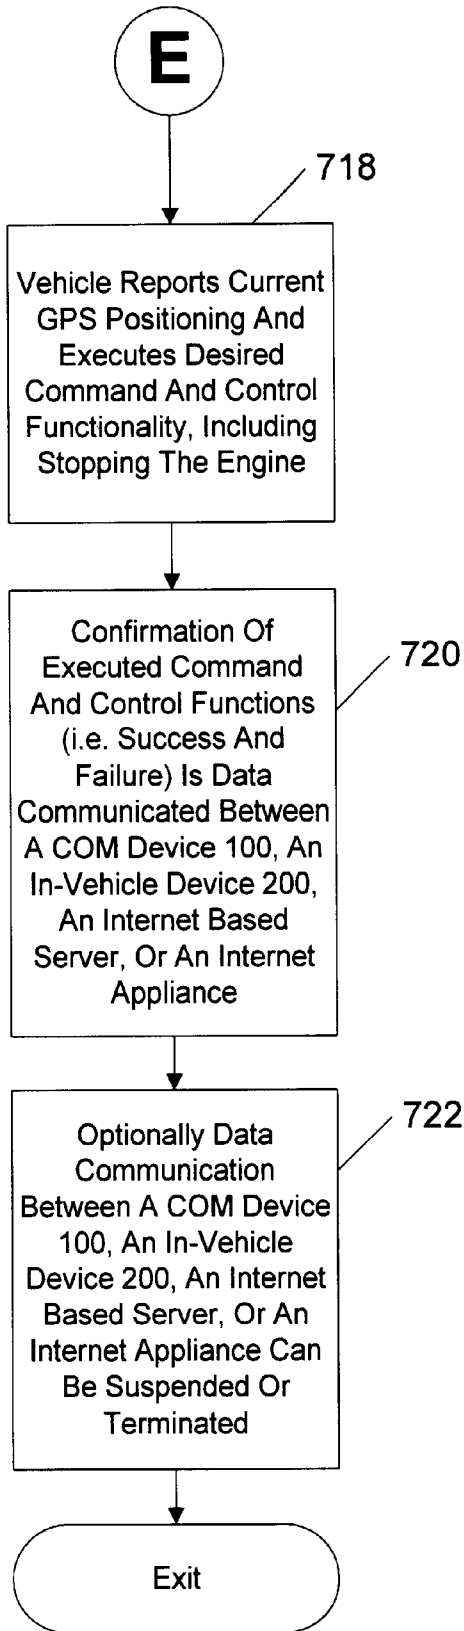 E
718
Vehicle Reports Current
GPS Positioning And
Executes Desired
Command And Control
Functionality, Including
Stopping The Engine
720
Confirmation Of
Executed Command
And Control Functions
(i.e. Success And
Failure) Is Data
Communicated Between
A COM Device 100, An
In-Vehicle Device 200,
An Internet Based
Server, Or An Internet
Appliance
722
Optionally Data
Communication
Between A COM Device
100, An In-Vehicle
Device 200, An Internet
Based Server, Or An
Internet Appliance Can
Be Suspended Or
Terminated
Exit